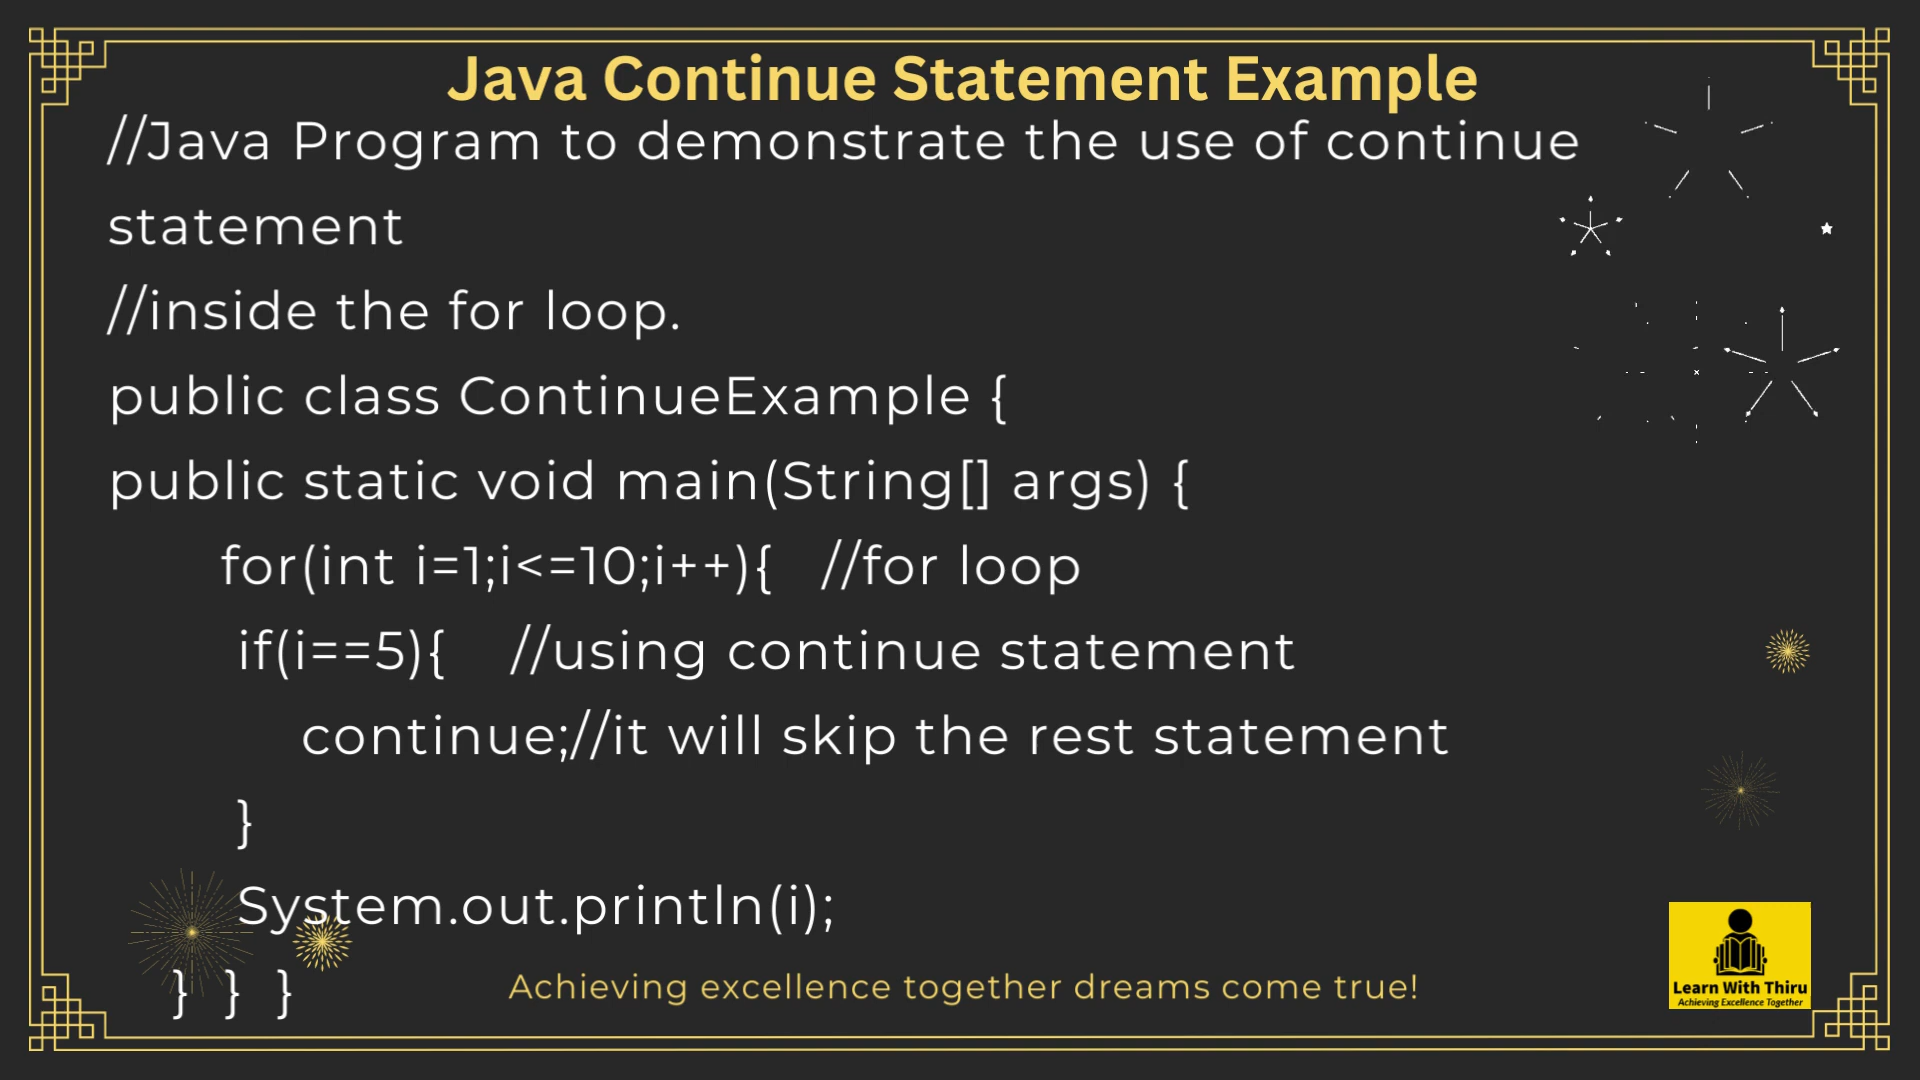 Java Continue Statement Example
//Java Program to demonstrate the use of continue
statement
//inside the for loop.
public class ContinueExample {
public static void main(String[] args) {
for(int i=1;i<=10;i++){   //for loop
if(i==5){    //using continue statement
continue;//it will skip the rest statement
}
System.out.println(i);
}  }  }
Achieving excellence together dreams come true!
Learn With Thiru
Achieving Excellence Together